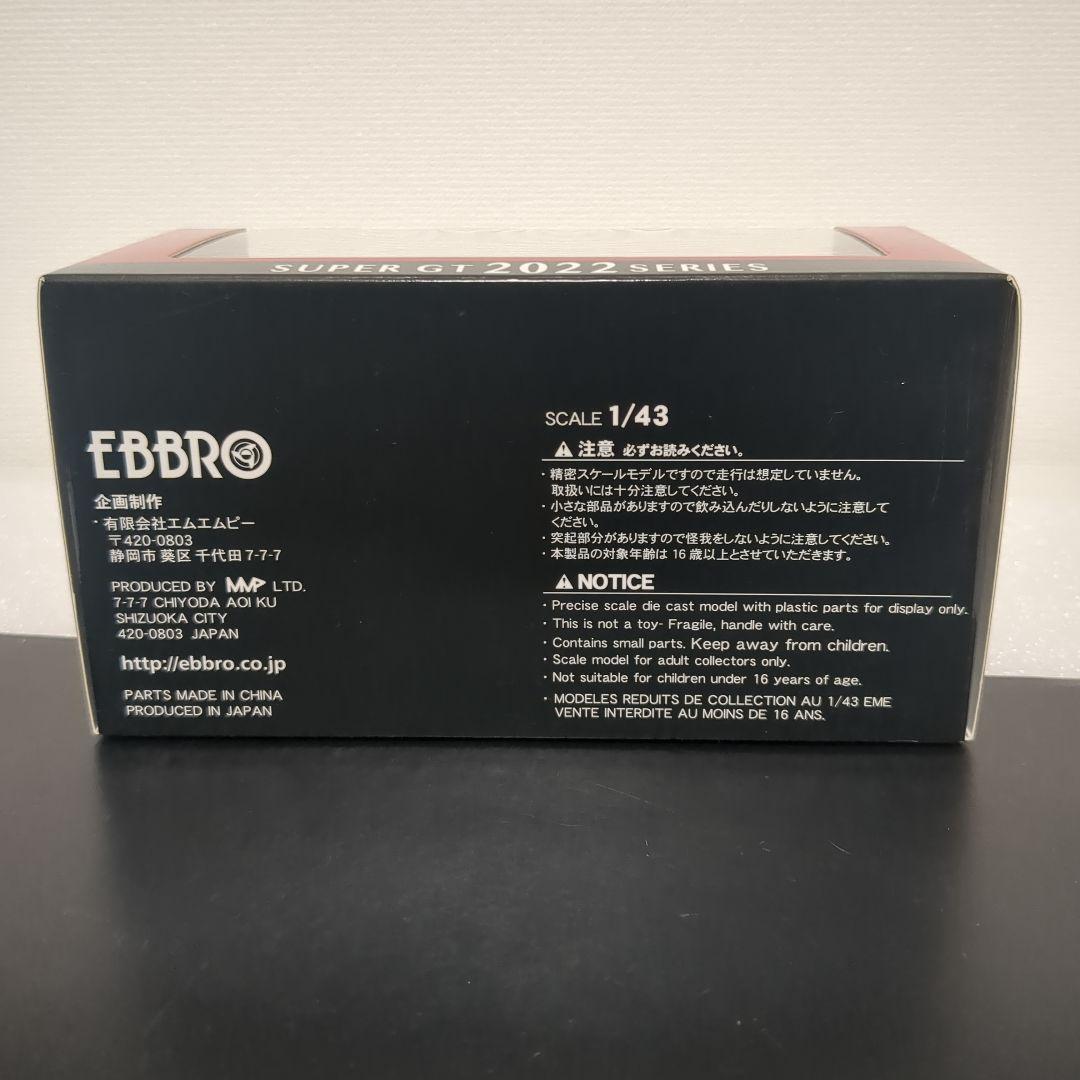 SUPER GT 2022 SERIES
EBBRO
企画制作
・有限会社エムエムピー
〒420-0803
静岡市 葵区 千代田 7-7-7
PRODUCED BY MMP LTD.
7-7-7 CHIYODA AOI KU
SHIZUOKA CITY
420-0803 JAPAN
http://ebbro.co.jp
PARTS MADE IN CHINA
PRODUCED IN JAPAN
SCALE 1/43
注意 必ずお読みください。
・精密スケールモデルですので走行は想定していません。
取扱いには十分注意してください。
・小さな部品がありますので飲み込んだりしないように注意して
ください。
・突起部分がありますので怪我をしないように注意してください。
・本製品の対象年齢は 16 歳以上とさせていただきます。
NOTICE
・Precise scale die cast model with plastic parts for display only.
・This is not a toy- Fragile, handle with care.
・Contains small parts. Keep away from children.
・Scale model for adult collectors only.
・Not suitable for children under 16 years of age.
・MODELES REDUITS DE COLLECTION AU 1/43 EME
VENTE INTERDITE AU MOINS DE 16 ANS.